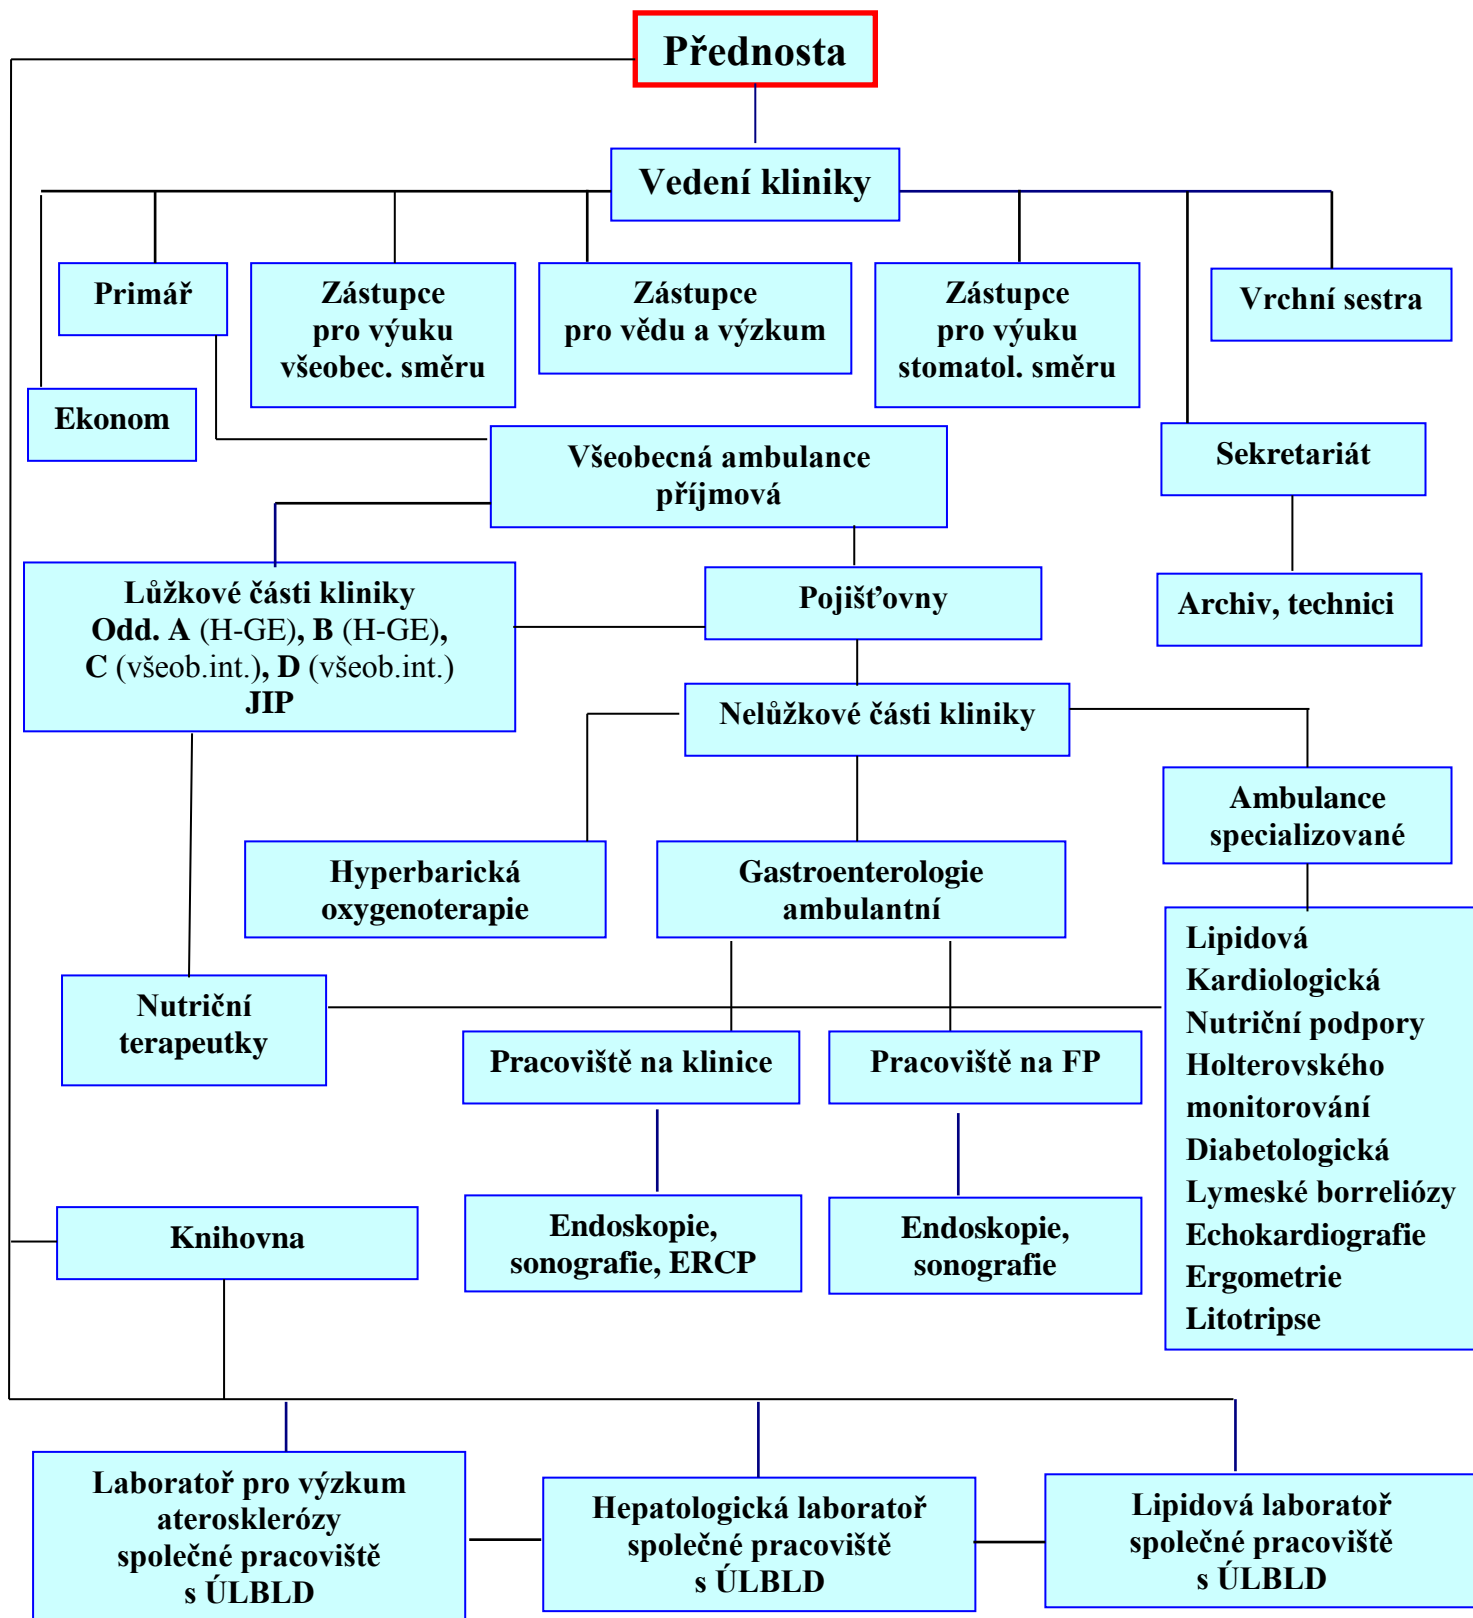 Přednosta
Vedení kliniky
Primář
Zástupce
pro výuku
všeobec. směru
Zástupce
pro vědu a výzkum
Zástupce
pro výuku
stomatol. směru
Vrchní sestra
Ekonom
Všeobecná ambulance
příjmová
Sekretariát
Lůžkové části kliniky
Odd. A (H-GE), B (H-GE),
C (všeob.int.), D (všeob.int.)
JIP
Pojišťovny
Archiv, technici
Nelůžkové části kliniky
Ambulance
specializované
Hyperbarická
oxygenoterapie
Gastroenterologie
ambulantní
Lipidová
Kardiologická
Nutriční podpory
Holterovského
monitorování
Diabetologická
Lymeské borreliózy
Echokardiografie
Ergometrie
Litotripse
Nutriční
terapeutky
Pracoviště na klinice
Pracoviště na FP
Knihovna
Endoskopie,
sonografie, ERCP
Endoskopie,
sonografie
Laboratoř pro výzkum
aterosklerózy
společné pracoviště
s ÚLBLD
Hepatologická laboratoř
společné pracoviště
s ÚLBLD
Lipidová laboratoř
společné pracoviště
s ÚLBLD